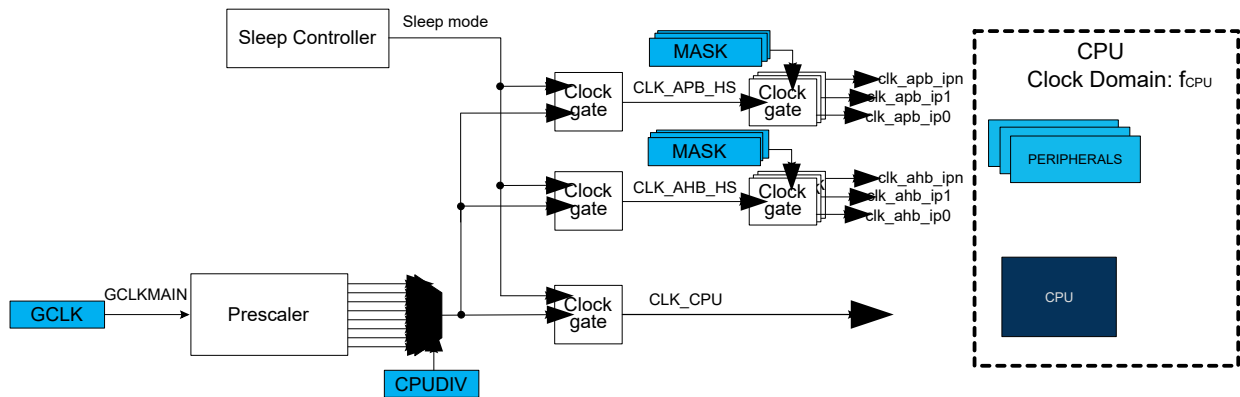 Sleep Controller
Sleep mode
MASK
Clock
gate
CLK_APB_HS
Clock
gate
clk_apb_ipn
clk_apb_ip1
clk_apb_ip0
MASK
Clock
gate
CLK_AHB_HS
Clock
gate
clk_ahb_ipn
clk_ahb_ip1
clk_ahb_ip0
GCLK
GCLKMAIN
Prescaler
CPUDIV
Clock
gate
CLK_CPU
CPU
Clock Domain: fCPU
PERIPHERALS
CPU